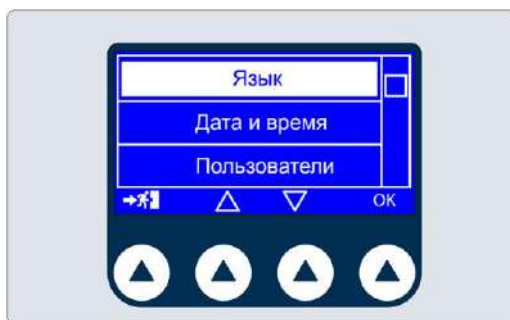 Язык
Дата и время
Пользователи
OK